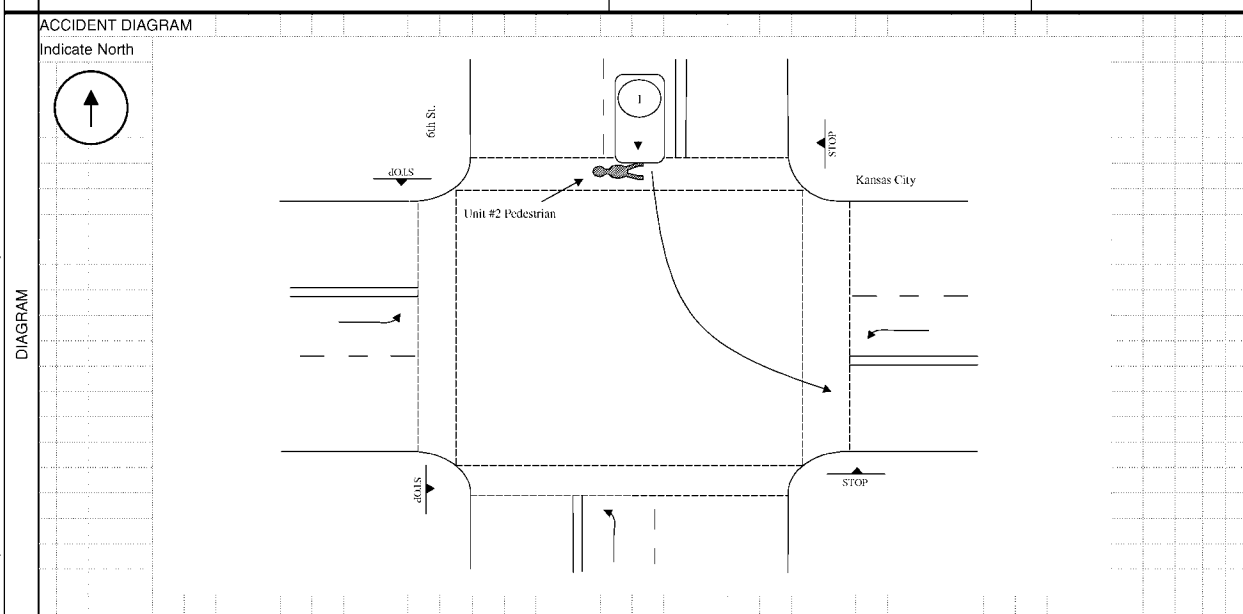 ACCIDENT DIAGRAM
Indicate North
DIAGRAM
6th St.
1
STOP
STOP
Kansas City
Unit #2 Pedestrian
STOP
STOP